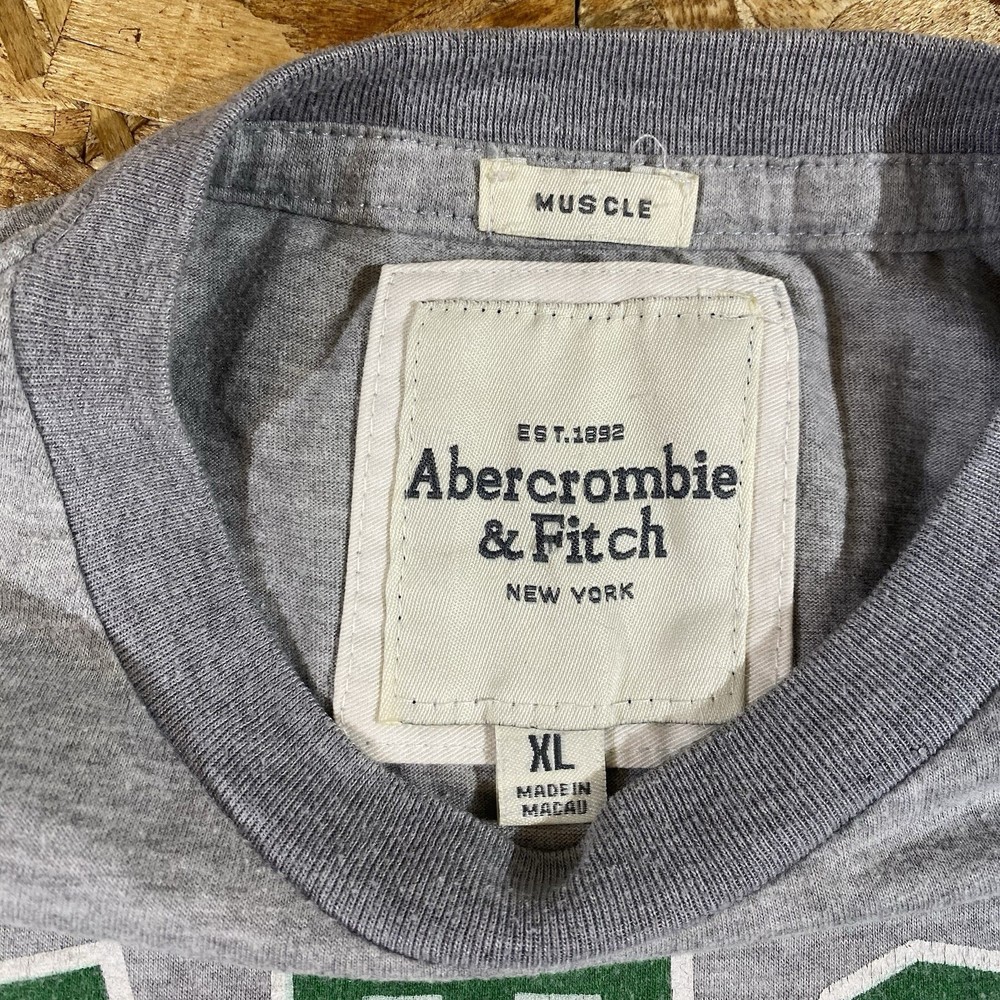 MUSCLE
EST. 1892
Abercrombie
& Fitch
NEW YORK
XL
MADE IN
MACAU